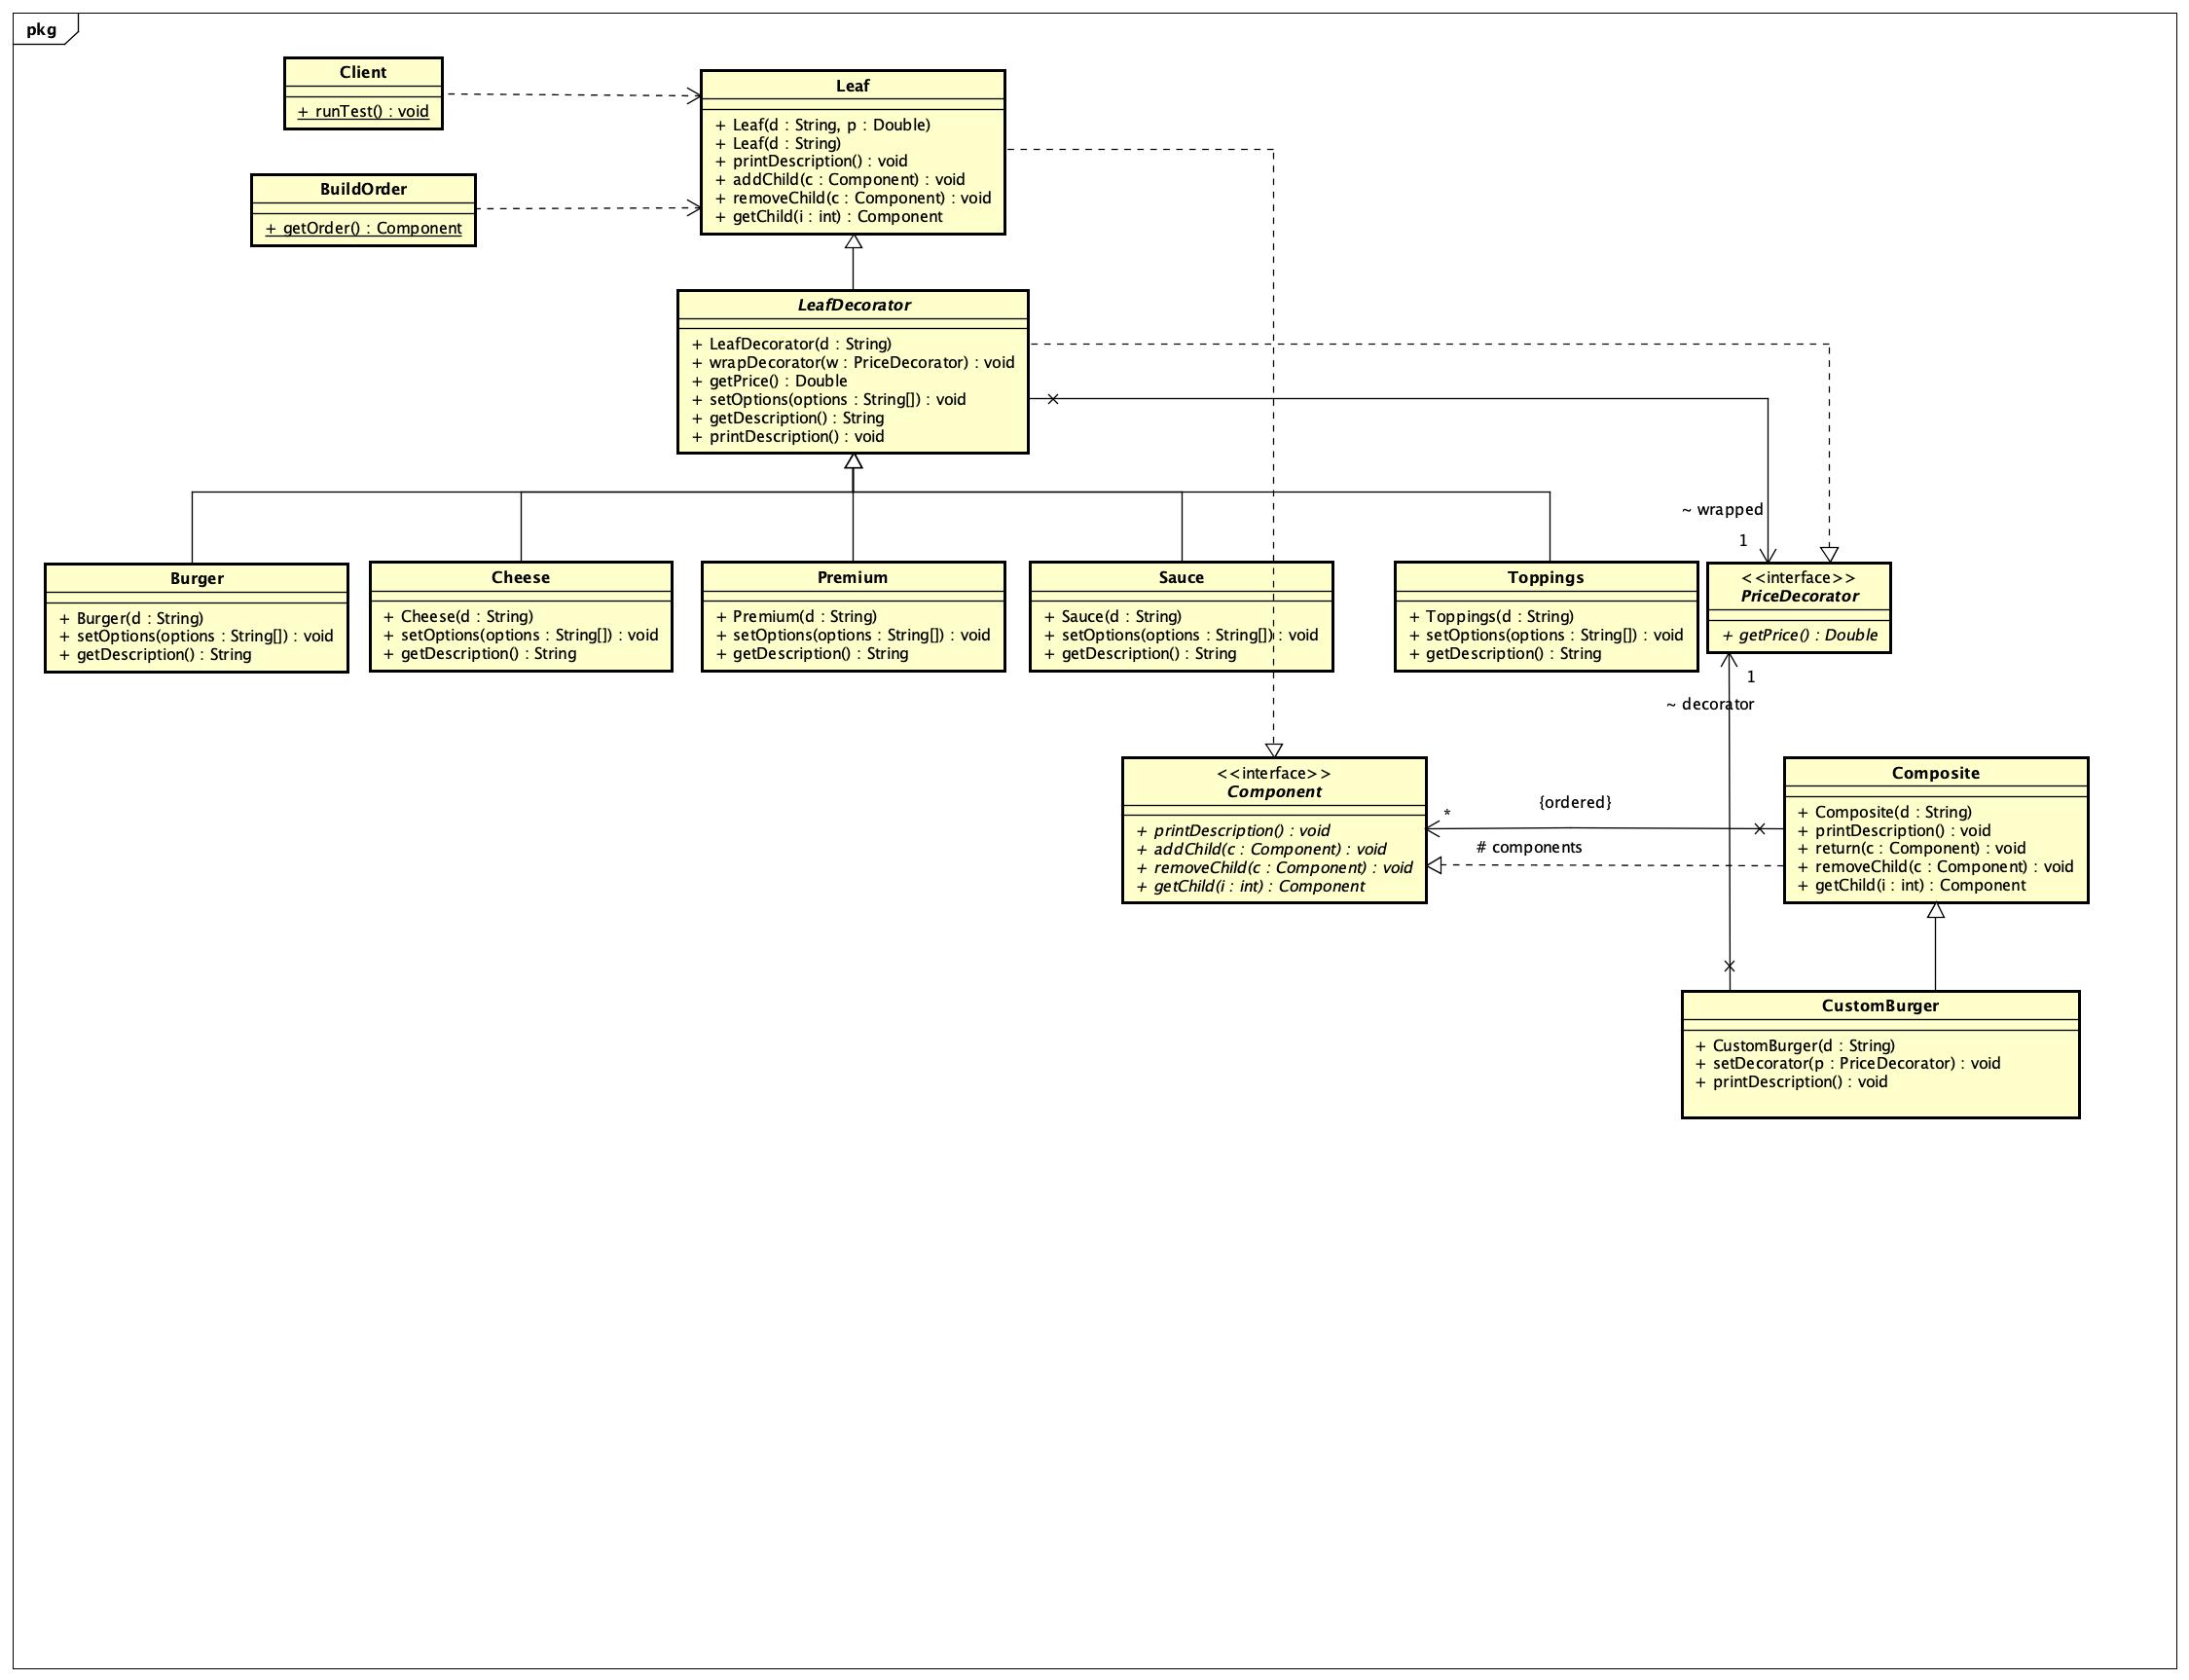 pkg
Client
+ runTest() : void
BuildOrder
+ getOrder() : Component
Leaf
+ Leaf(d : String, p : Double)
+ Leaf(d : String)
+ printDescription() : void
+ addChild(c : Component) : void
+ removeChild(c : Component) : void
+ getChild(i : int) : Component
LeafDecorator
+ LeafDecorator(d : String)
+ wrapDecorator(w : PriceDecorator) : void
+ getPrice() : Double
+ setOptions(options : String[]) : void
+ getDescription() : String
+ printDescription() : void
~ wrapped
1
Burger
+ Burger(d : String)
+ setOptions(options : String[]) : void
+ getDescription() : String
Cheese
+ Cheese(d : String)
+ setOptions(options : String[]) : void
+ getDescription() : String
Premium
+ Premium(d : String)
+ setOptions(options : String[]) : void
+ getDescription() : String
Sauce
+ Sauce(d : String)
+ setOptions(options : String[]) : void
+ getDescription() : String
Toppings
+ Toppings(d : String)
+ setOptions(options : String[]) : void
+ getDescription() : String
<<interface>>
PriceDecorator
+ getPrice() : Double
1
~ decorator
<<interface>>
Component
+ printDescription() : void
+ addChild(c : Component) : void
+ removeChild(c : Component) : void
+ getChild(i : int) : Component
{ordered}
*
# components
Composite
+ Composite(d : String)
+ printDescription() : void
+ return(c : Component) : void
+ removeChild(c : Component) : void
+ getChild(i : int) : Component
CustomBurger
+ CustomBurger(d : String)
+ setDecorator(p : PriceDecorator) : void
+ printDescription() : void